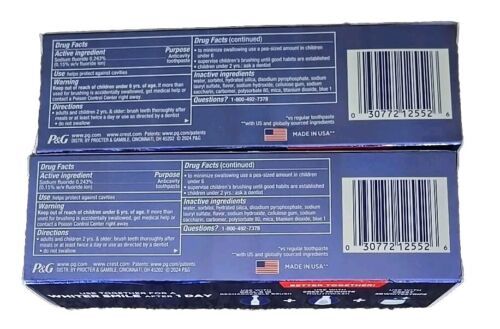 Drug Facts
Active ingredient Purpose
Sodium fluoride 0.243% Anticavity
(0.15% w/v fluoride ion) toothpaste
Use helps protect against cavities
Warning
Keep out of reach of children under 6 yrs. of age. If more than
used for brushing is accidentally swallowed, get medical help or
contact a Poison Control Center right away
Directions
• adults and children 2 yrs. & older: brush teeth thoroughly after
meals or at least twice a day or use as directed by a dentist
• do not swallow
Drug Facts (continued)
• to minimize swallowing use a pea-sized amount in children
under 6
• supervise children's brushing until good habits are established
• children under 2 yrs.: ask a dentist
Inactive ingredients
water, sorbitol, hydrated silica, disodium pyrophosphate, sodium
lauryl sulfate, flavor, sodium hydroxide, cellulose gum, sodium
saccharin, carbomer, polysorbate 80, mica, titanium dioxide, blue 1
Questions? 1-800-492-7378
*vs regular toothpaste
**with US and globally sourced ingredients
MADE IN USA**
P&G www.pg.com www.crest.com Patents: www.pg.com/patents
DISTR. BY PROCTER & GAMBLE, CINCINNATI, OH 45202 © 2024 P&G
0 30772 12552 6
Drug Facts
Active ingredient Purpose
Sodium fluoride 0.243% Anticavity
(0.15% w/v fluoride ion) toothpaste
Use helps protect against cavities
Warning
Keep out of reach of children under 6 yrs. of age. If more than
used for brushing is accidentally swallowed, get medical help or
contact a Poison Control Center right away
Directions
• adults and children 2 yrs. & older: brush teeth thoroughly after
meals or at least twice a day or use as directed by a dentist
• do not swallow
Drug Facts (continued)
• to minimize swallowing use a pea-sized amount in children
under 6
• supervise children's brushing until good habits are established
• children under 2 yrs.: ask a dentist
Inactive ingredients
water, sorbitol, hydrated silica, disodium pyrophosphate, sodium
lauryl sulfate, flavor, sodium hydroxide, cellulose gum, sodium
saccharin, carbomer, polysorbate 80, mica, titanium dioxide, blue 1
Questions? 1-800-492-7378
*vs regular toothpaste
**with US and globally sourced ingredients
MADE IN USA**
P&G www.pg.com www.crest.com Patents: www.pg.com/patents
DISTR. BY PROCTER & GAMBLE, CINCINNATI, OH 45202 © 2024 P&G
0 30772 12552 6
BETTER TOGETHER!
USE TOGETHER FOR A
WHITER SMILE AFTER 1 DAY